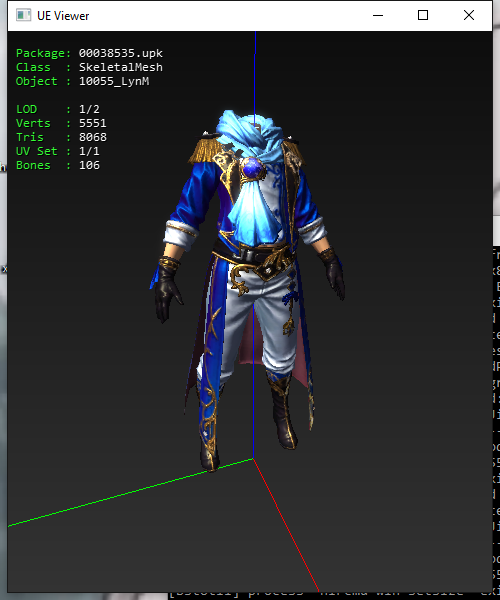 UE Viewer
Package: 00038535.upk
Class : SkeletalMesh
Object : 10055_LynM
LOD : 1/2
Verts : 5551
Tris : 8068
UV Set : 1/1
Bones : 106